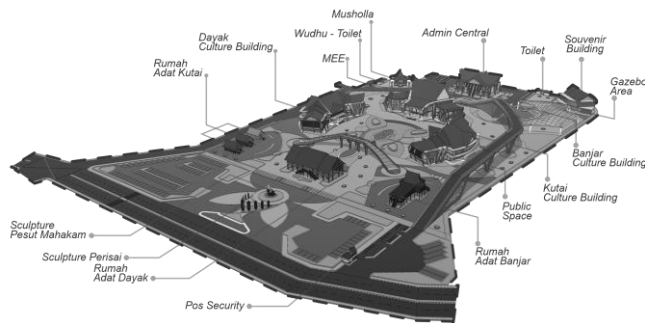 Musholla
Dayak
Culture Building
Wudhu - Toilet
Admin Central
Souvenir
Building
Toilet
MEE
Rumah
Adat Kutai
Gazebo
Area
Banjar
Culture Building
Kutai
Culture Building
Public
Space
Sculpture
Pesut Mahakam
Sculpture Perisai
Rumah
Adat Dayak
Rumah
Adat Banjar
Pos Security